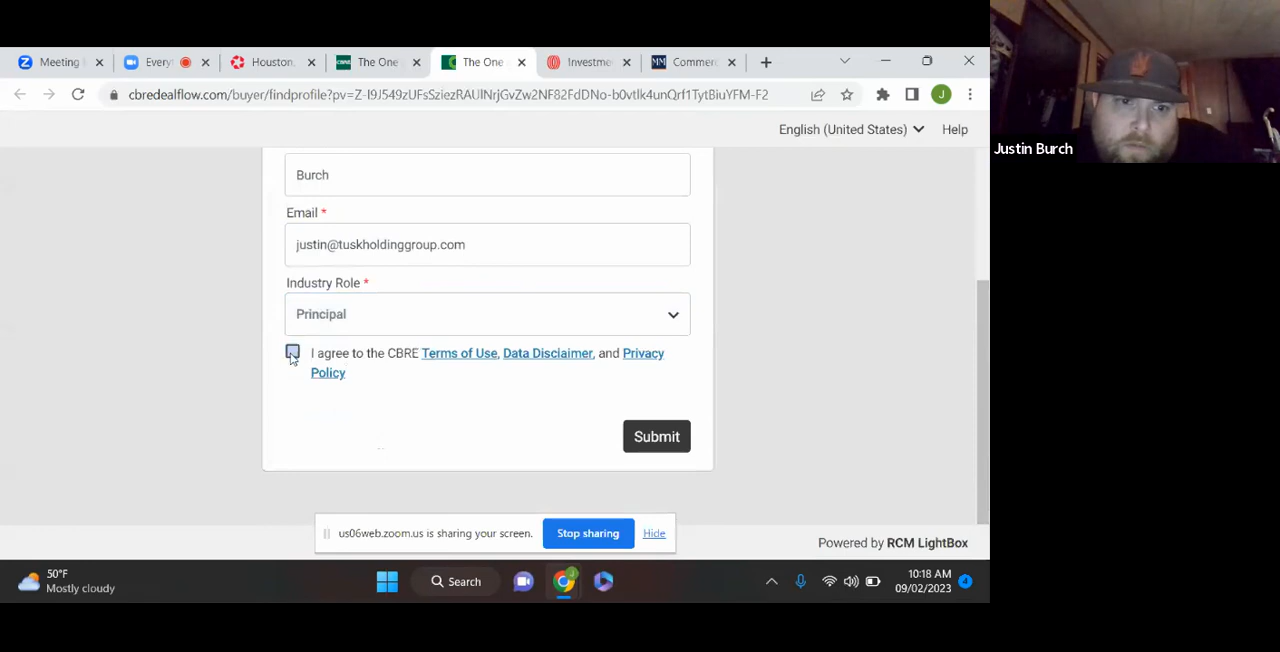 Meeting
Every
Houston,
The One
The One
Investme
Commerc
cbredealflow.com/buyer/findprofile?pv=Z-I9J549zUFsSziezRAUlNrjGvZw2NF82FdDNo-b0vtlk4unQrf1TytBiuYFM-F2
J
English (United States)
Help
Justin Burch
Burch
Email *
justin@tuskholdinggroup.com
Industry Role *
Principal
I agree to the CBRE Terms of Use, Data Disclaimer, and Privacy
Policy
Submit
us06web.zoom.us is sharing your screen.
Stop sharing
Hide
Powered by RCM LightBox
50°F
Mostly cloudy
Search
10:18 AM
09/02/2023